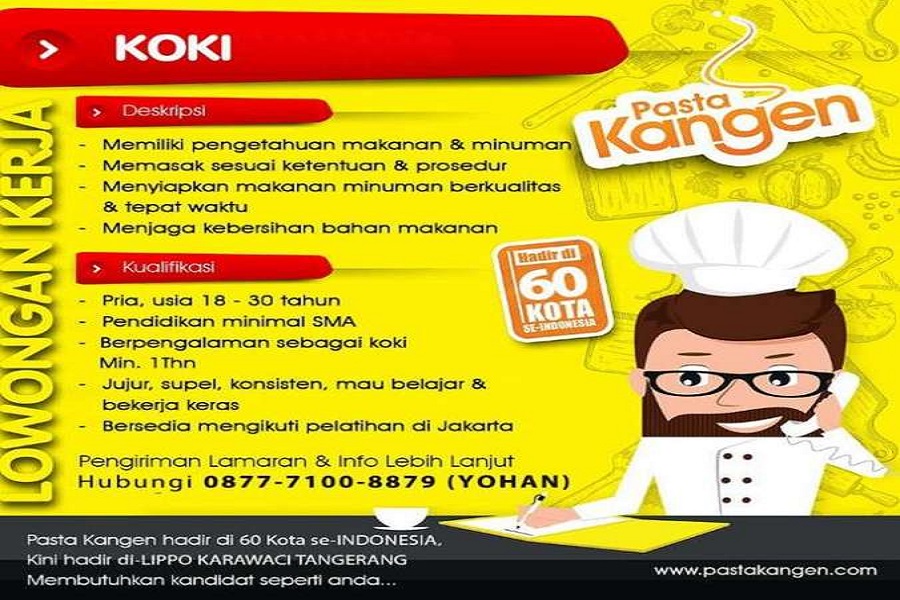 KOKI
Pasta
Kangen
LOWONGAN KERJA
Deskripsi
- Memiliki pengetahuan makanan & minuman
- Memasak sesuai ketentuan & prosedur
- Menyiapkan makanan minuman berkualitas
& tepat waktu
- Menjaga kebersihan bahan makanan
Kualifikasi
- Pria, usia 18 - 30 tahun
- Pendidikan minimal SMA
- Berpengalaman sebagai koki
Min. 1Thn
- Jujur, supel, konsisten, mau belajar &
bekerja keras
- Bersedia mengikuti pelatihan di Jakarta
Hadir di
60
KOTA
SE-INDONESIA
Pengiriman Lamaran & Info Lebih Lanjut
Hubungi 0877-7100-8879 (YOHAN)
Pasta Kangen hadir di 60 Kota se-INDONESIA,
Kini hadir di-LIPPO KARAWACI TANGERANG
Membutuhkan kandidat seperti anda...
www.pastakangen.com